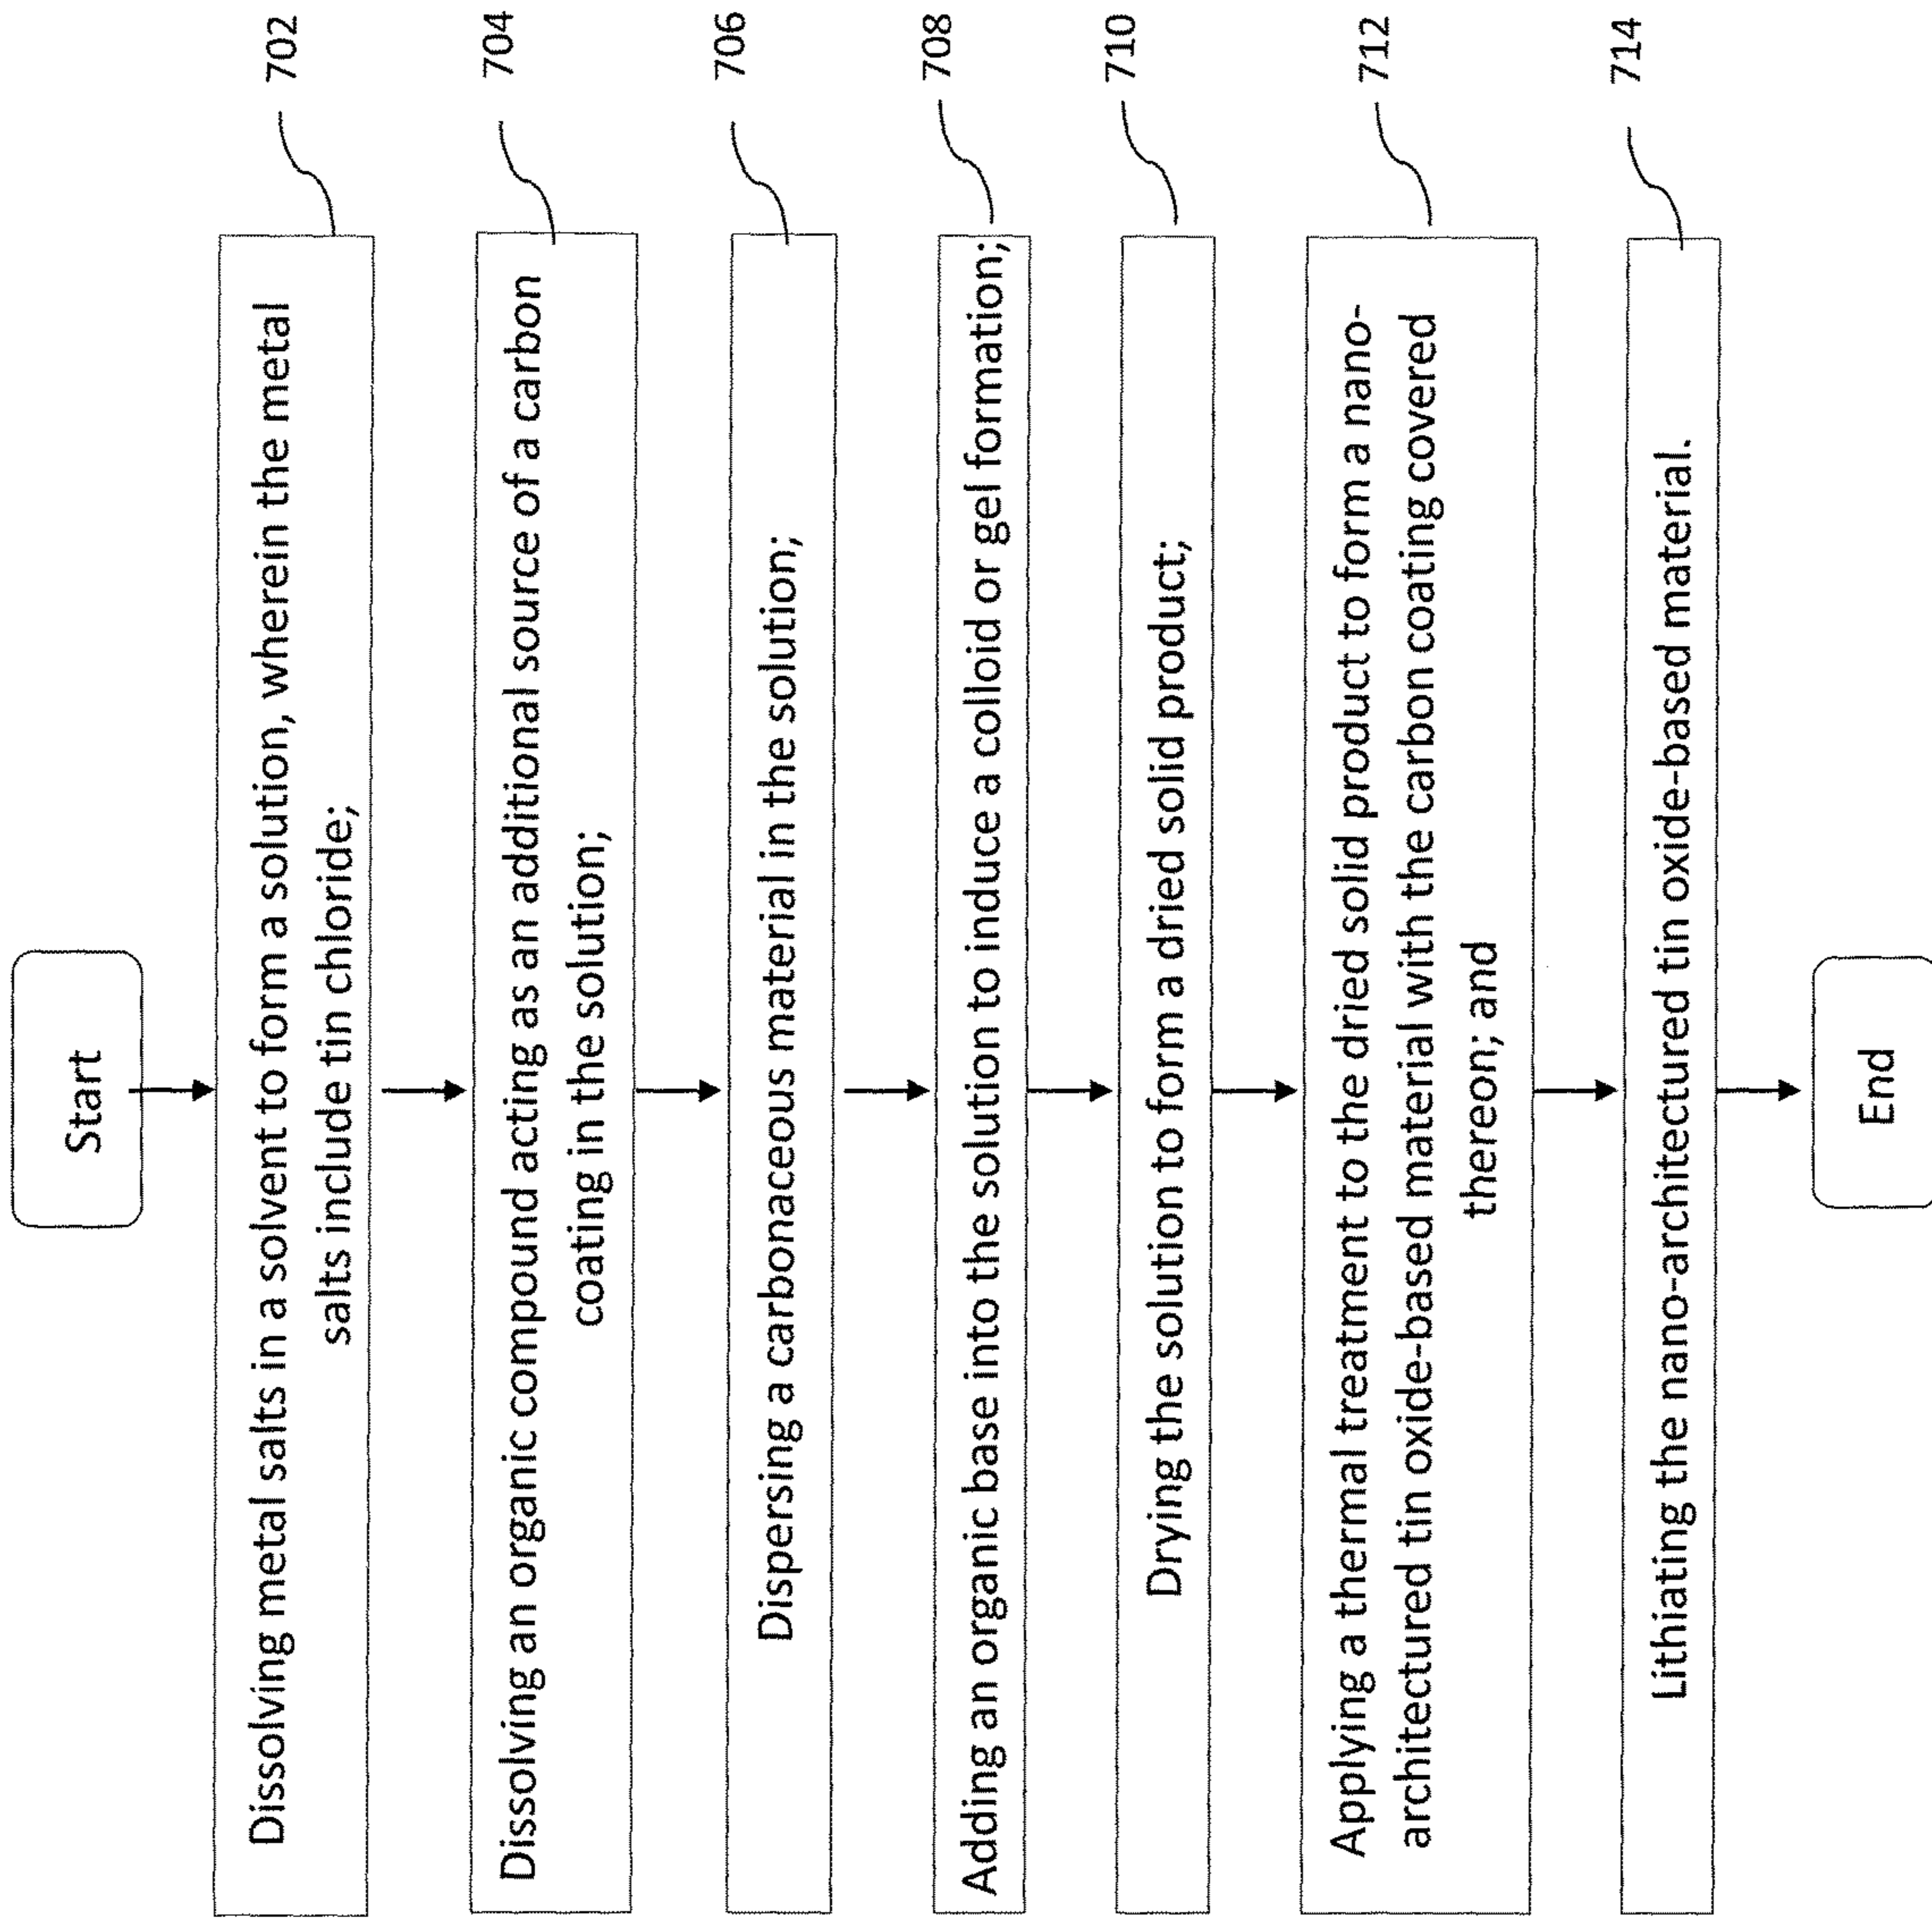 Start
Dissolving metal salts in a solvent to form a solution, wherein the metal
salts include tin chloride;
702
Dissolving an organic compound acting as an additional source of a carbon
coating in the solution;
704
Dispersing a carbonaceous material in the solution;
706
Adding an organic base into the solution to induce a colloid or gel formation;
708
Drying the solution to form a dried solid product;
710
Applying a thermal treatment to the dried solid product to form a nano-
architectured tin oxide-based material with the carbon coating covered
thereon; and
712
Lithiating the nano-architectured tin oxide-based material.
714
End